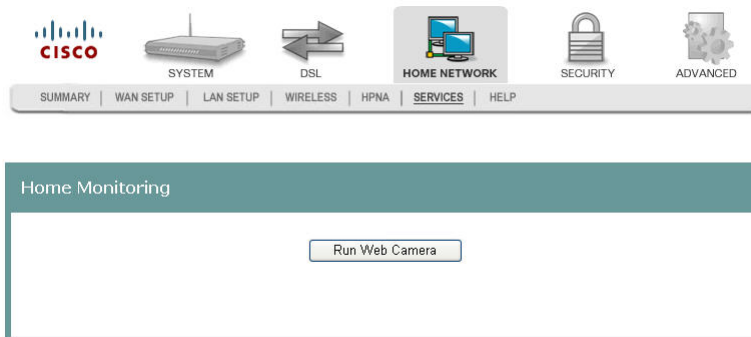 CISCO
SYSTEM DSL HOME NETWORK SECURITY ADVANCED
SUMMARY | WAN SETUP | LAN SETUP | WIRELESS | HPNA | SERVICES | HELP
Home Monitoring
Run Web Camera